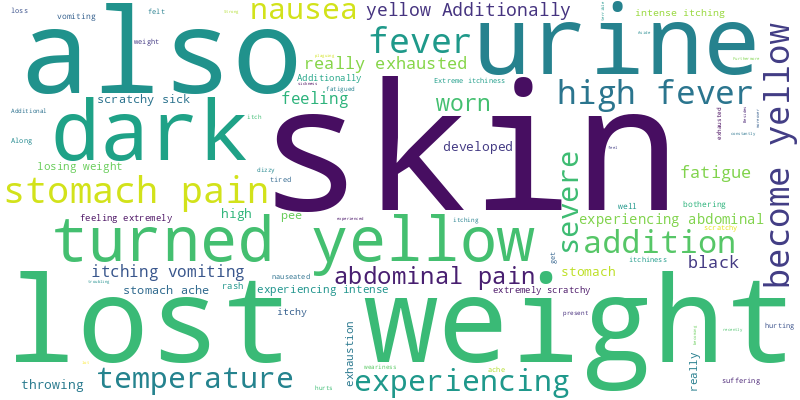 loss
vomiting
felt
nausea
yellow Additionally
intense itching
weight
also
fever
urine
really exhausted
Additionally
fatigued
Extreme itchiness
high fever
become yellow
scratchy sick
feeling
worn
Additional
dark
itch
skin
developed
exhausted
Along
losing weight
dizzy
tired
severe
fatigue
stomach pain
well
bothering
high
pee
feeling extremely
experienced
itching
experiencing abdominal
scratchy
turned yellow
addition
get
itchiness
black
itching vomiting
nauseated
abdominal pain
stomach
rash
stomach ache
experiencing intense
extremely scratchy
lost weight
itchy
present
exhaustion
hurting
really
weariness
ache
throwing
temperature
hurts
experiencing
suffering